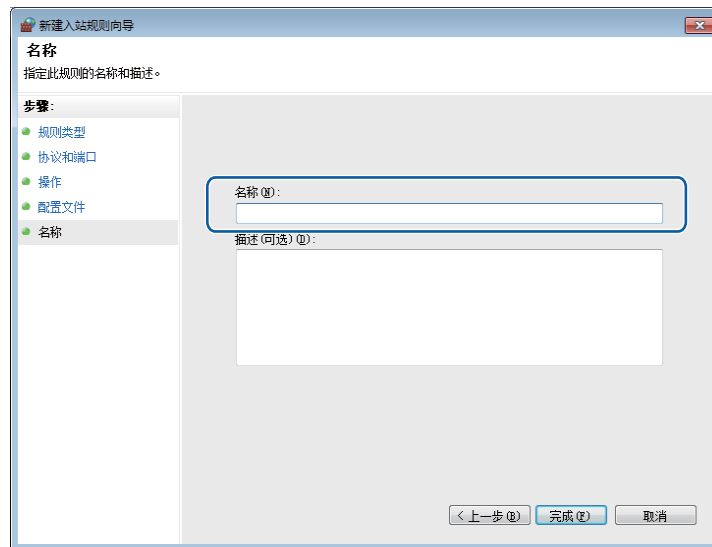 新建入站规则向导
名称
指定此规则的名称和描述。
步骤:
规则类型
协议和端口
操作
配置文件
名称
名称(N):
描述(可选)(D):
< 上一步(B)
完成(F)
取消